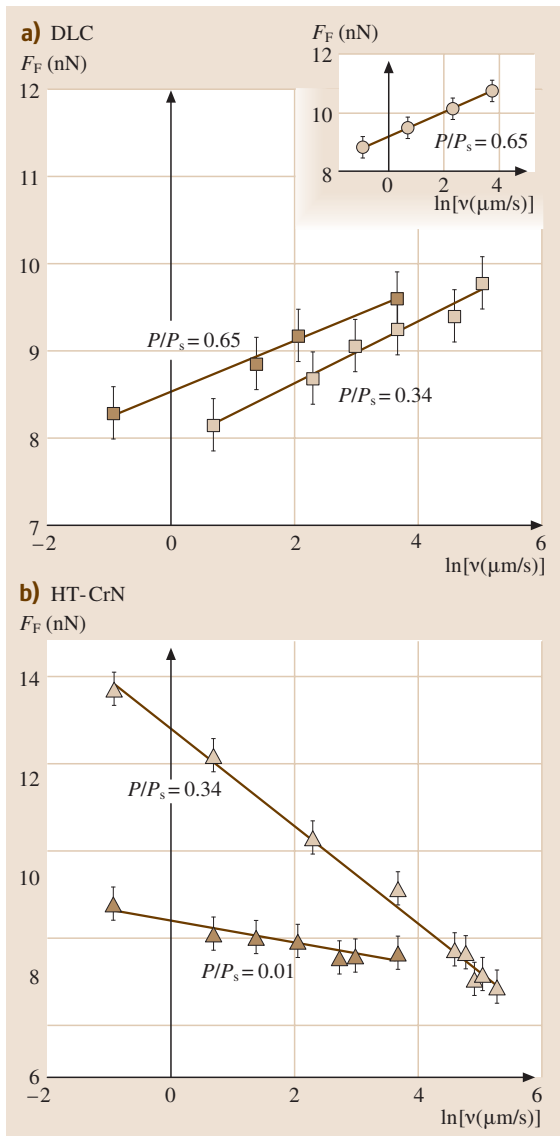 a) DLC
F_F (nN)
12
11
10
9
8
7
−2
0
2
4
6
ln[ν(μm/s)]
P/P_s = 0.65
P/P_s = 0.34
F_F (nN)
12
10
8
0
2
4
ln[ν(μm/s)]
P/P_s = 0.65
b) HT-CrN
F_F (nN)
14
12
10
8
6
−2
0
2
4
6
ln[ν(μm/s)]
P/P_s = 0.34
P/P_s = 0.01